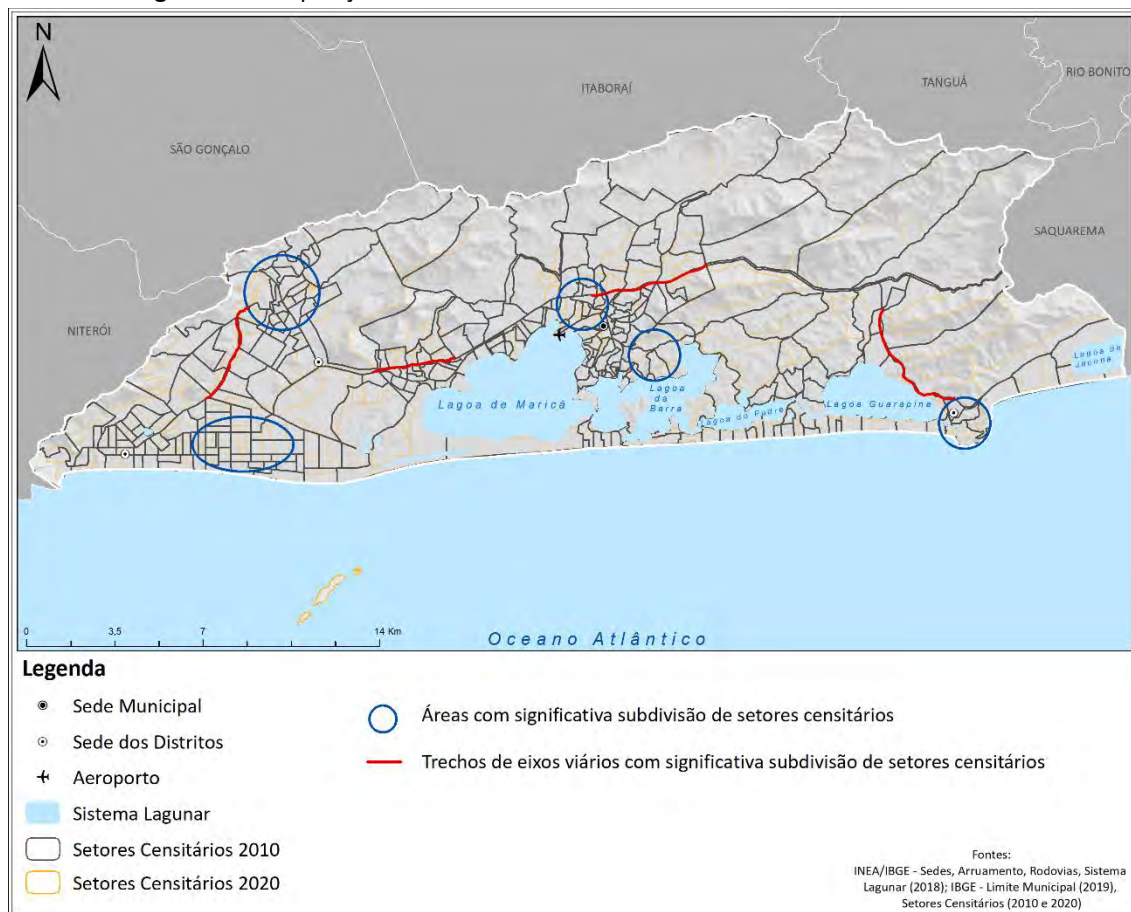 N
ITABORAÍ
TANGUÁ
RIO BONITO
SÃO GONÇALO
SAQUAREMA
NITERÓI
Lagoa de Jaconé
Lagoa de Maricá
Lagoa da Barra
Lagoa do Padre
Lagoa Guarapina
0 3,5 7 14 Km
Oceano Atlântico
Legenda
Sede Municipal
Sede dos Distritos
Aeroporto
Sistema Lagunar
Setores Censitários 2010
Setores Censitários 2020
Áreas com significativa subdivisão de setores censitários
Trechos de eixos viários com significativa subdivisão de setores censitários
Fontes:
INEA/IBGE - Sedes, Arruamento, Rodovias, Sistema
Lagunar (2018); IBGE - Limite Municipal (2019),
Setores Censitários (2010 e 2020)